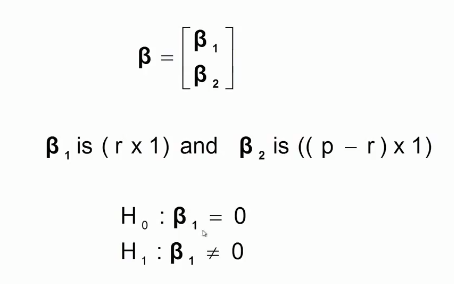 β = [ β₁
β₂ ]
β₁ is ( r x 1 ) and β₂ is (( p − r ) x 1 )
H₀ : β₁ = 0
H₁ : β₁ ≠ 0